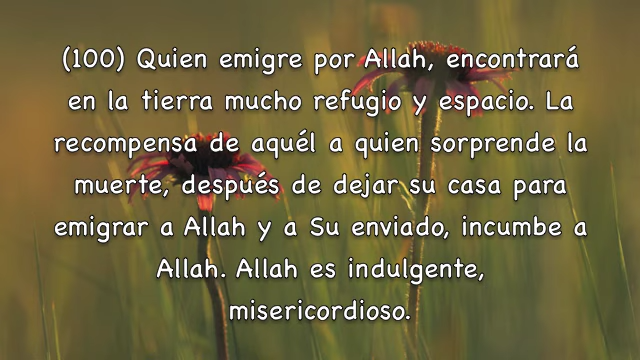 (100) Quien emigre por Allah, encontrará
en la tierra mucho refugio y espacio. La
recompensa de aquél a quien sorprende la
muerte, después de dejar su casa para
emigrar a Allah y a Su enviado, incumbe a
Allah. Allah es indulgente,
misericordioso.